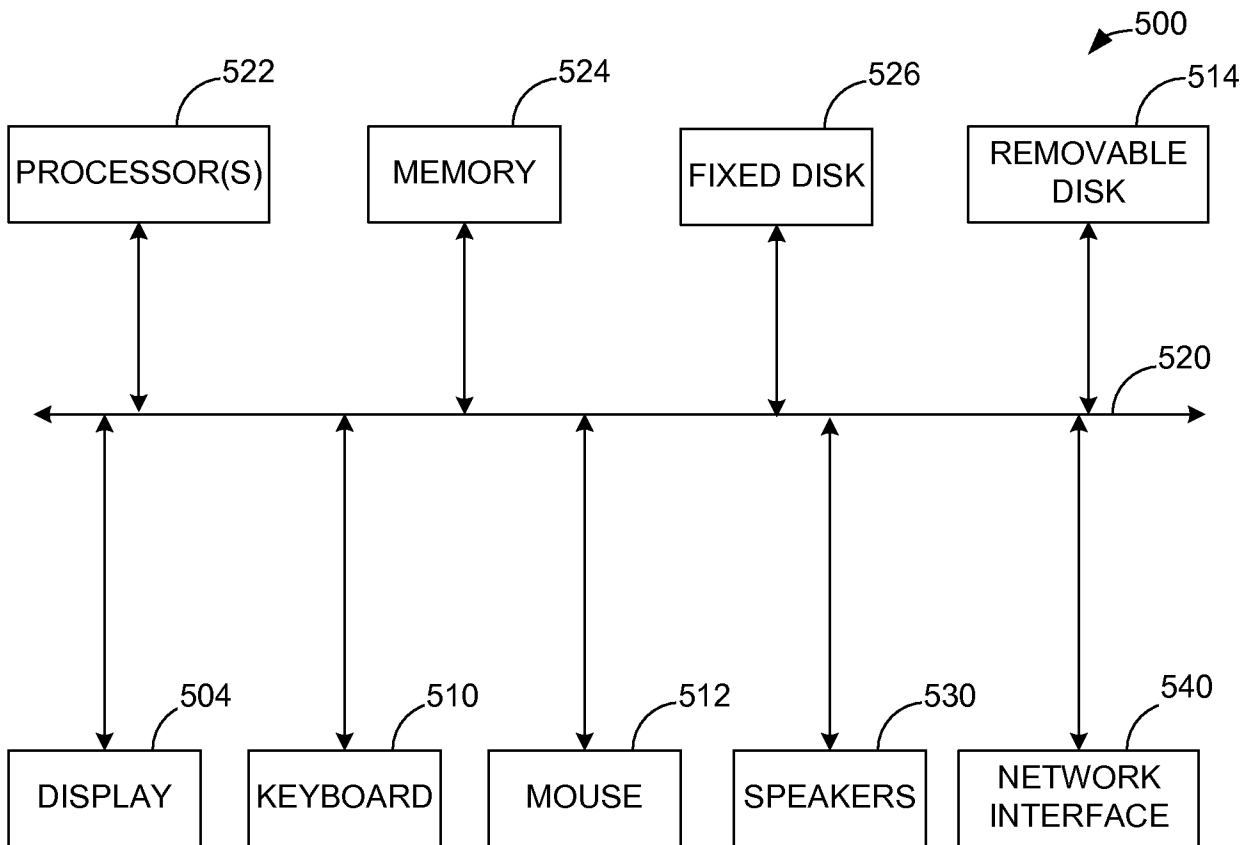 500
522
524
526
514
PROCESSOR(S)
MEMORY
FIXED DISK
REMOVABLE
DISK
520
504
510
512
530
540
DISPLAY
KEYBOARD
MOUSE
SPEAKERS
NETWORK
INTERFACE